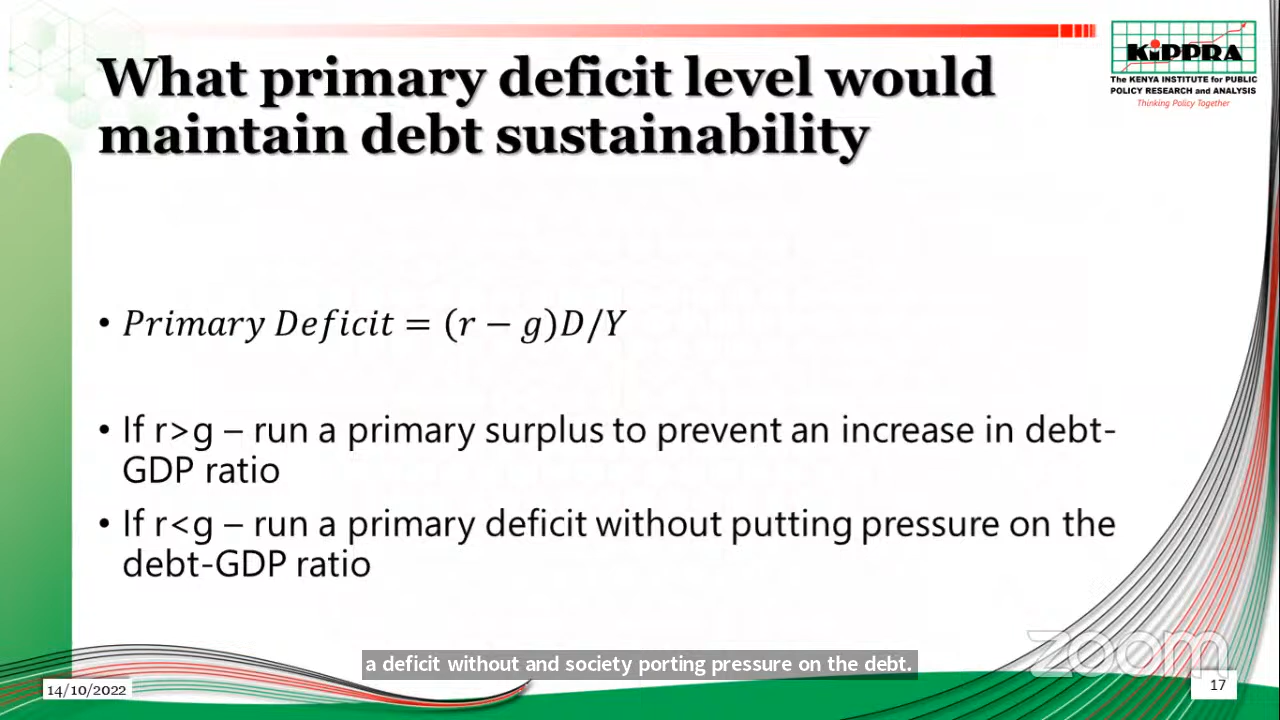 What primary deficit level would
maintain debt sustainability
KIPPRA
The KENYA INSTITUTE for PUBLIC
POLICY RESEARCH and ANALYSIS
Thinking Policy Together
• Primary Deficit = (r − g)D/Y
• If r>g – run a primary surplus to prevent an increase in debt-
GDP ratio
• If r<g – run a primary deficit without putting pressure on the
debt-GDP ratio
zoom
a deficit without and society porting pressure on the debt.
14/10/2022
17